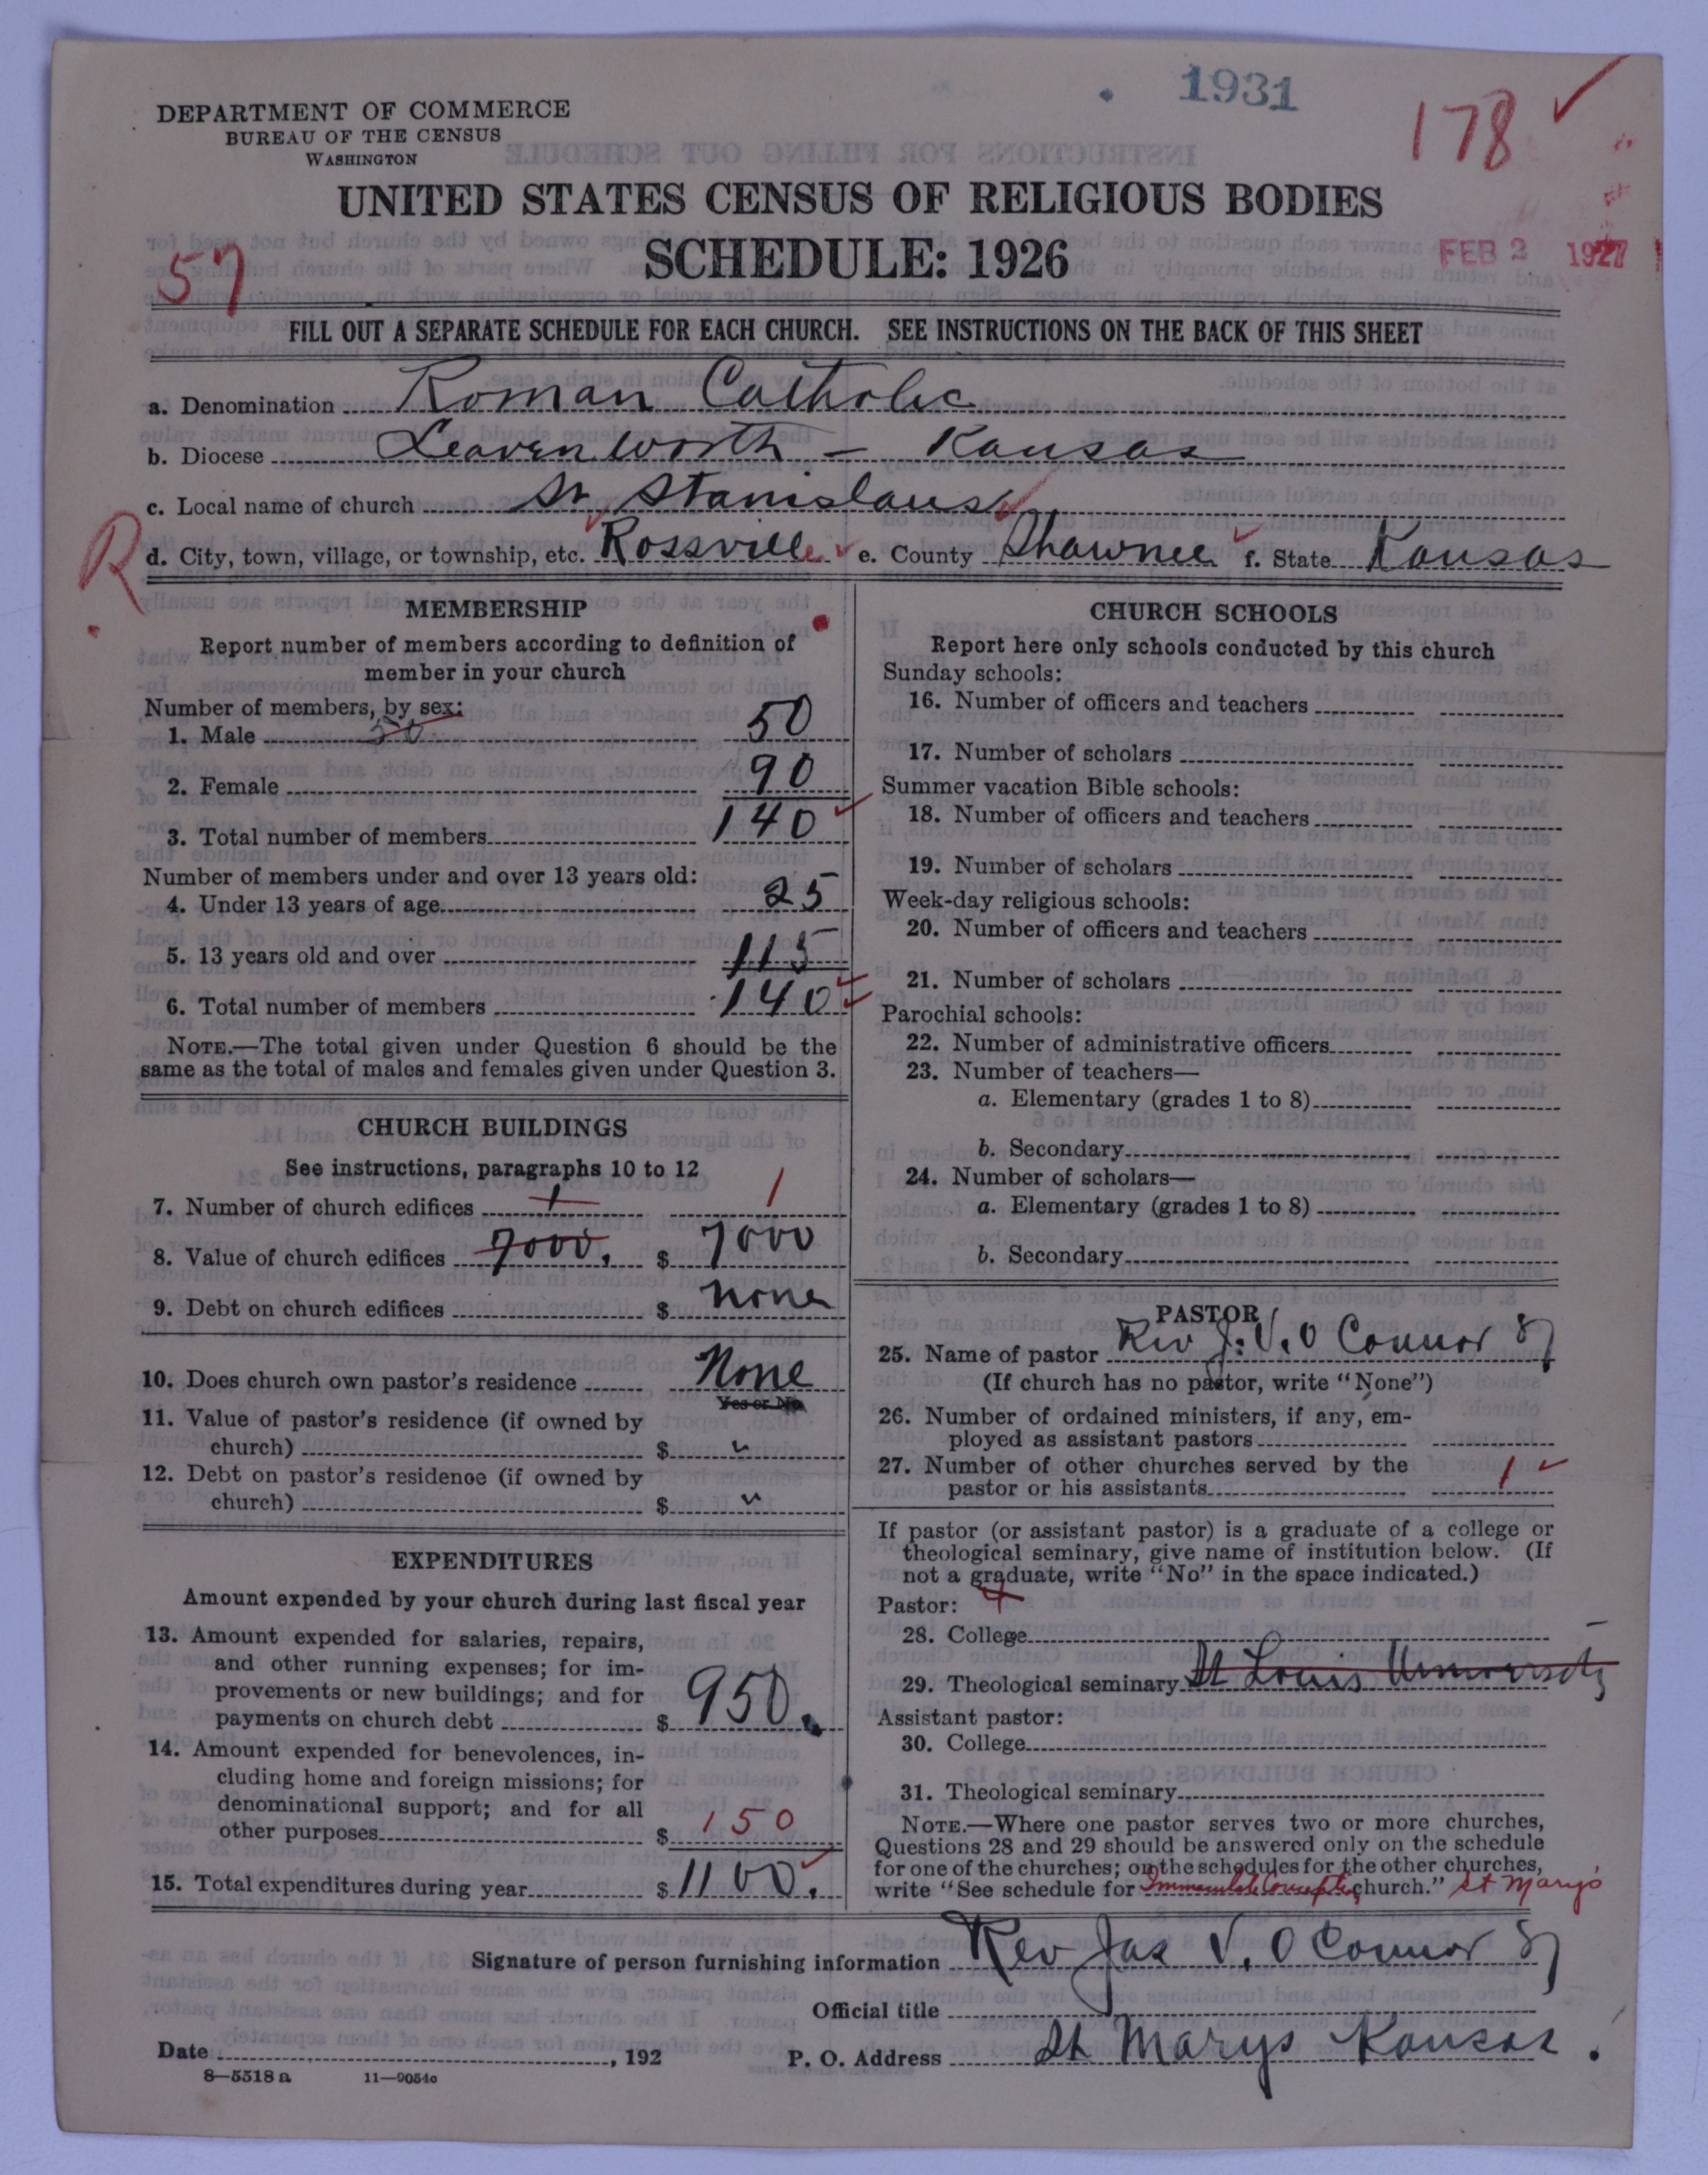 1931
178
DEPARTMENT OF COMMERCE
BUREAU OF THE CENSUS
WASHINGTON
UNITED STATES CENSUS OF RELIGIOUS BODIES
SCHEDULE: 1926
57
FEB 2 1927
FILL OUT A SEPARATE SCHEDULE FOR EACH CHURCH. SEE INSTRUCTIONS ON THE BACK OF THIS SHEET
a. Denomination Roman Catholic
b. Diocese Leavenworth - Kansas
c. Local name of church St Stanislaus
R
d. City, town, village, or township, etc. Rossville e. County Shawnee f. State Kansas
MEMBERSHIP
Report number of members according to definition of
member in your church
Number of members, by sex:
1. Male 50 50
2. Female 90
3. Total number of members 140
Number of members under and over 13 years old:
4. Under 13 years of age 25
5. 13 years old and over 115
6. Total number of members 140
NOTE.—The total given under Question 6 should be the
same as the total of males and females given under Question 3.
CHURCH BUILDINGS
See instructions, paragraphs 10 to 12
7. Number of church edifices 1 1
8. Value of church edifices 7000. $ 7000
9. Debt on church edifices $ none
10. Does church own pastor's residence None
Yes or No
11. Value of pastor's residence (if owned by
church) $ "
12. Debt on pastor's residence (if owned by
church) $ "
EXPENDITURES
Amount expended by your church during last fiscal year
13. Amount expended for salaries, repairs,
and other running expenses; for im-
provements or new buildings; and for
payments on church debt $ 950.
14. Amount expended for benevolences, in-
cluding home and foreign missions; for
denominational support; and for all
other purposes $ 150
15. Total expenditures during year $ 1100.
CHURCH SCHOOLS
Report here only schools conducted by this church
Sunday schools:
16. Number of officers and teachers
17. Number of scholars
Summer vacation Bible schools:
18. Number of officers and teachers
19. Number of scholars
Week-day religious schools:
20. Number of officers and teachers
21. Number of scholars
Parochial schools:
22. Number of administrative officers
23. Number of teachers—
a. Elementary (grades 1 to 8)
b. Secondary
24. Number of scholars—
a. Elementary (grades 1 to 8)
b. Secondary
PASTOR
25. Name of pastor Rev J. V. O Connor SJ
(If church has no pastor, write "None")
26. Number of ordained ministers, if any, em-
ployed as assistant pastors
27. Number of other churches served by the
pastor or his assistants 1
If pastor (or assistant pastor) is a graduate of a college or
theological seminary, give name of institution below. (If
not a graduate, write "No" in the space indicated.)
Pastor: 4
28. College
29. Theological seminary St Louis University
Assistant pastor:
30. College
31. Theological seminary
NOTE.—Where one pastor serves two or more churches,
Questions 28 and 29 should be answered only on the schedule
for one of the churches; on the schedules for the other churches,
write "See schedule for Immaculate Conception church." St Marys
Signature of person furnishing information Rev Jas V. O Connor SJ
Official title
Date , 192 P. O. Address St Marys Kansas.
8—5518 a 11—9054c